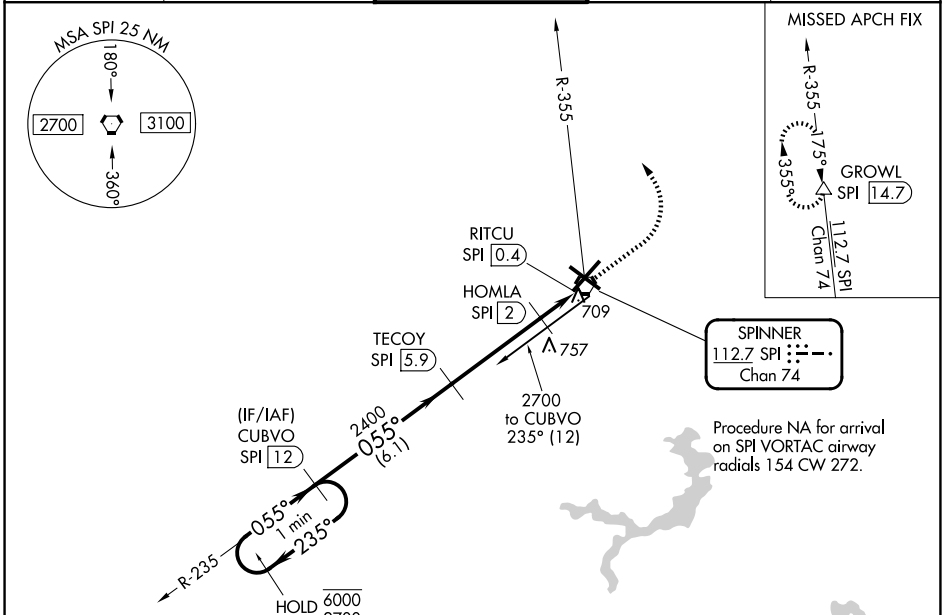 MSA SPI 25 NM
180°
2700
3100
360°
R-355
MISSED APCH FIX
R-355
175°
355°
GROWL
SPI 14.7
112.7 SPI
Chan 74
RITCU
SPI 0.4
HOMLA
SPI 2
709
757
TECOY
SPI 5.9
SPINNER
112.7 SPI
Chan 74
2700
to CUBVO
235° (12)
2400
055°
(6.1)
(IF/IAF)
CUBVO
SPI 12
Procedure NA for arrival
on SPI VORTAC airway
radials 154 CW 272.
055°
1 min
235°
R-235
HOLD 6000